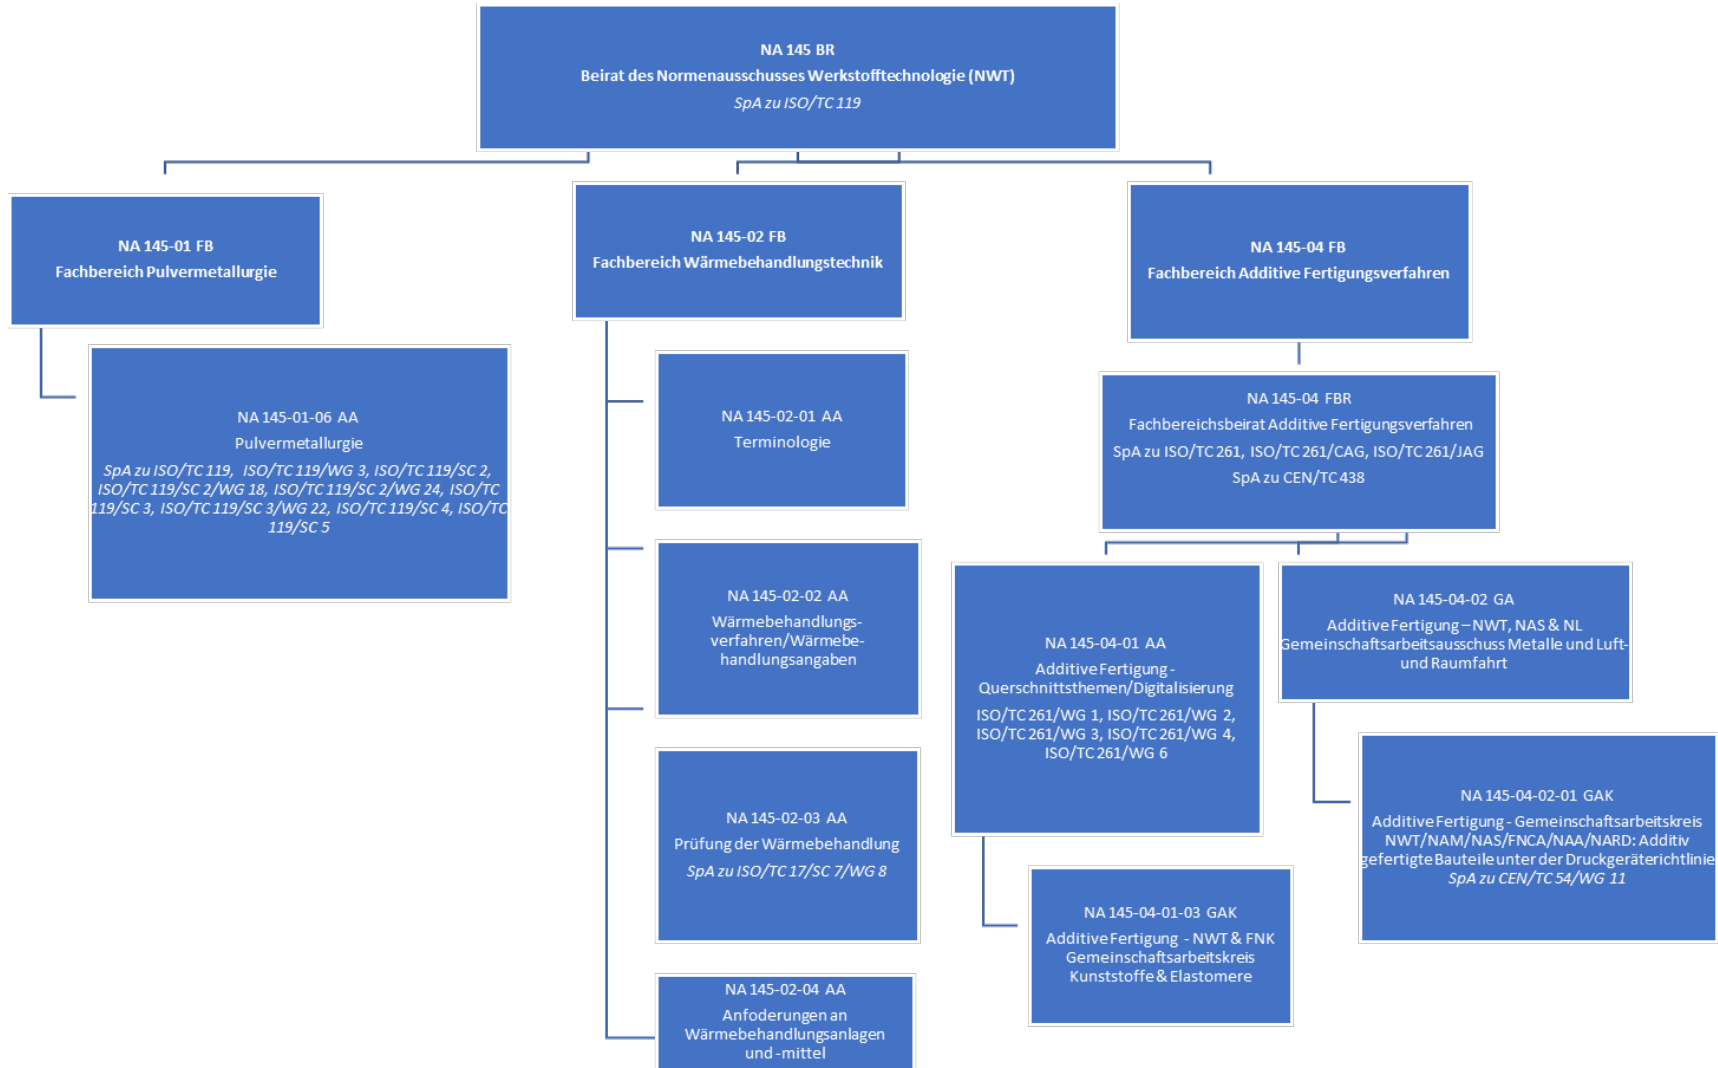 NA 145 BR
Beirat des Normenausschusses Werkstofftechnologie (NWT)
SpA zu ISO/TC 119
NA 145-01 FB
Fachbereich Pulvermetallurgie
NA 145-01-06 AA
Pulvermetallurgie
SpA zu ISO/TC 119, ISO/TC 119/WG 3, ISO/TC 119/SC 2,
ISO/TC 119/SC 2/WG 18, ISO/TC 119/SC 2/WG 24, ISO/TC
119/SC 3, ISO/TC 119/SC 3/WG 22, ISO/TC 119/SC 4, ISO/TC
119/SC 5
NA 145-02 FB
Fachbereich Wärmebehandlungstechnik
NA 145-02-01 AA
Terminologie
NA 145-02-02 AA
Wärmebehandlungs-
verfahren/Wärmebe-
handlungsangaben
NA 145-02-03 AA
Prüfung der Wärmebehandlung
SpA zu ISO/TC 17/SC 7/WG 8
NA 145-02-04 AA
Anfoderungen an
Wärmebehandlungsanlagen
und -mittel
NA 145-04 FB
Fachbereich Additive Fertigungsverfahren
NA 145-04 FBR
Fachbereichsbeirat Additive Fertigungsverfahren
SpA zu ISO/TC 261, ISO/TC 261/CAG, ISO/TC 261/JAG
SpA zu CEN/TC 438
NA 145-04-01 AA
Additive Fertigung -
Querschnittsthemen/Digitalisierung
ISO/TC 261/WG 1, ISO/TC 261/WG 2,
ISO/TC 261/WG 3, ISO/TC 261/WG 4,
ISO/TC 261/WG 6
NA 145-04-01-03 GAK
Additive Fertigung - NWT & FNK
Gemeinschaftsarbeitskreis
Kunststoffe & Elastomere
NA 145-04-02 GA
Additive Fertigung – NWT, NAS & NL
Gemeinschaftsarbeitsausschuss Metalle und Luft-
und Raumfahrt
NA 145-04-02-01 GAK
Additive Fertigung - Gemeinschaftsarbeitskreis
NWT/NAM/NAS/FNCA/NAA/NARD: Additiv
gefertigte Bauteile unter der Druckgeräterichtlinie
SpA zu CEN/TC 54/WG 11